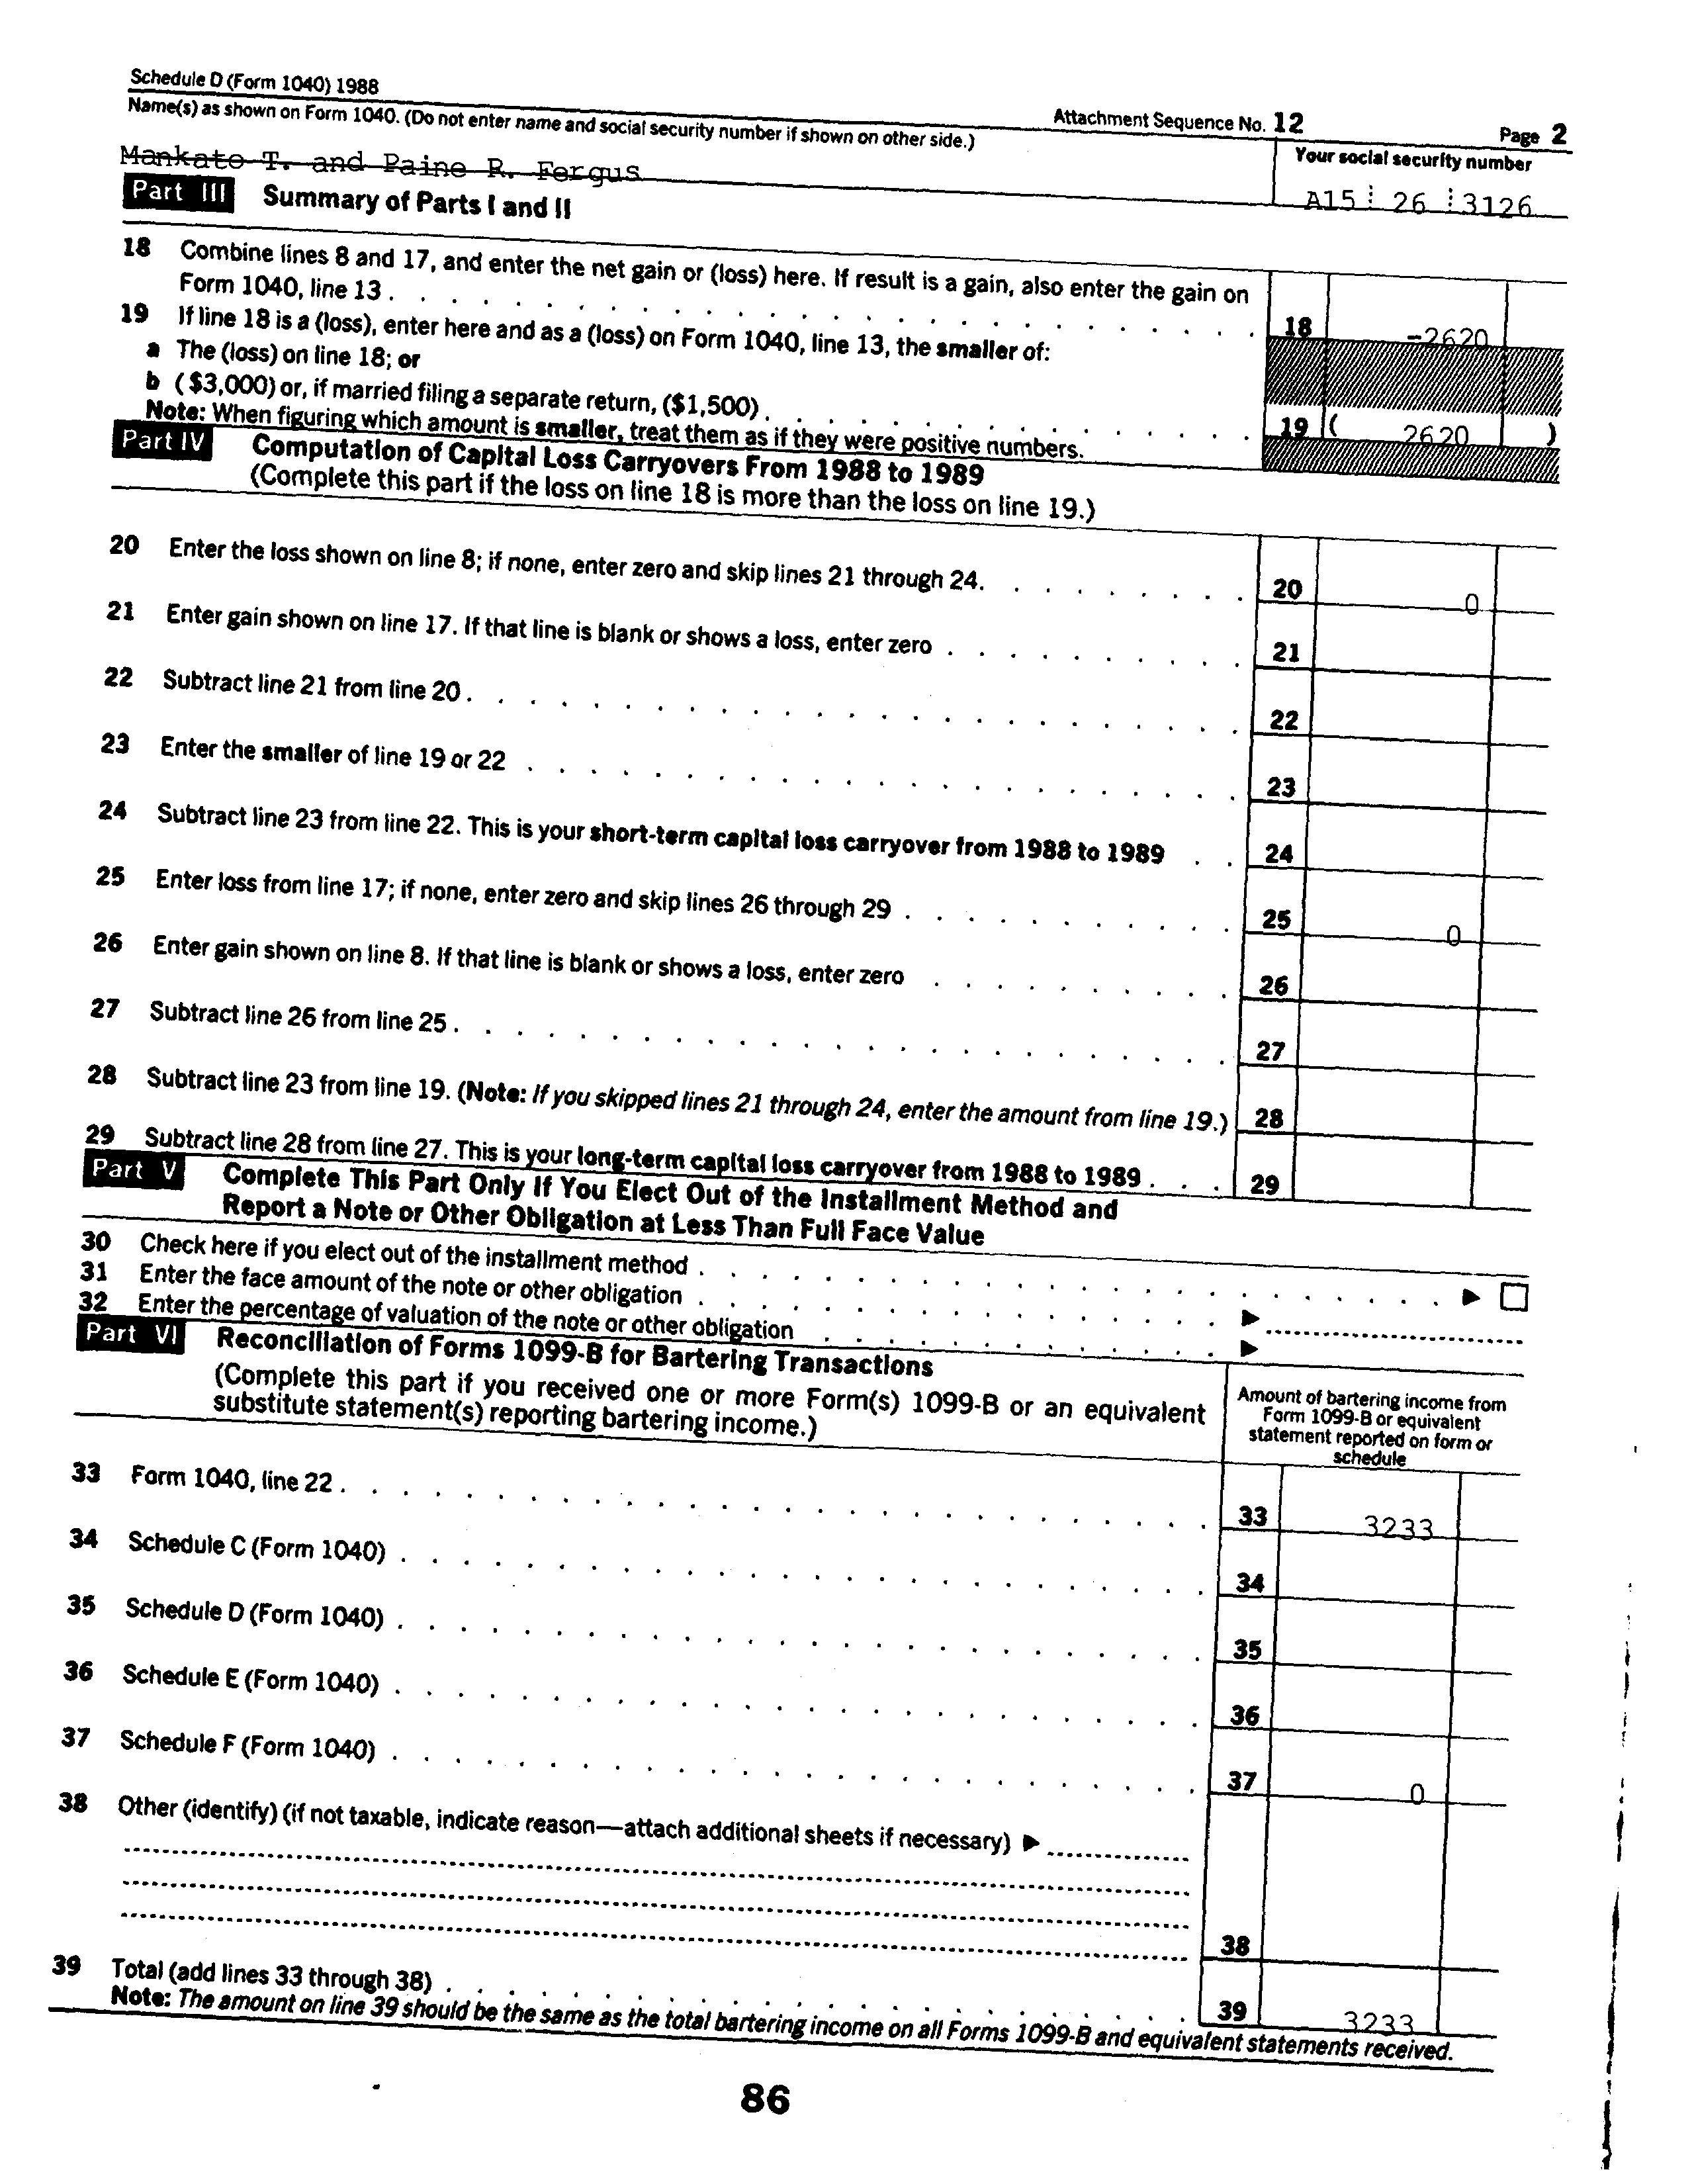 Schedule D (Form 1040) 1988
Attachment Sequence No. 12
Page 2
Name(s) as shown on Form 1040. (Do not enter name and social security number if shown on other side.)
Your social security number
Mankato T. and Paine R. Fergus
A15 26 3126
Part III Summary of Parts I and II
18 Combine lines 8 and 17, and enter the net gain or (loss) here. If result is a gain, also enter the gain on
Form 1040, line 13 . . . . 18 -2620
19 If line 18 is a (loss), enter here and as a (loss) on Form 1040, line 13, the smaller of:
a The (loss) on line 18; or
b ($3,000) or, if married filing a separate return, ($1,500) . . . . 19 ( 2620 )
Note: When figuring which amount is smaller, treat them as if they were positive numbers.
Part IV Computation of Capital Loss Carryovers From 1988 to 1989
(Complete this part if the loss on line 18 is more than the loss on line 19.)
20 Enter the loss shown on line 8; if none, enter zero and skip lines 21 through 24. . . . 20 0
21 Enter gain shown on line 17. If that line is blank or shows a loss, enter zero . . . . 21
22 Subtract line 21 from line 20 . . . . 22
23 Enter the smaller of line 19 or 22 . . . . 23
24 Subtract line 23 from line 22. This is your short-term capital loss carryover from 1988 to 1989 . . 24
25 Enter loss from line 17; if none, enter zero and skip lines 26 through 29 . . . . 25 0
26 Enter gain shown on line 8. If that line is blank or shows a loss, enter zero . . . . 26
27 Subtract line 26 from line 25 . . . . 27
28 Subtract line 23 from line 19. (Note: If you skipped lines 21 through 24, enter the amount from line 19.) 28
29 Subtract line 28 from line 27. This is your long-term capital loss carryover from 1988 to 1989 . . . 29
Part V Complete This Part Only If You Elect Out of the Installment Method and
Report a Note or Other Obligation at Less Than Full Face Value
30 Check here if you elect out of the installment method . . . . ▶ ☐
31 Enter the face amount of the note or other obligation . . . . ▶
32 Enter the percentage of valuation of the note or other obligation . . . . ▶
Part VI Reconciliation of Forms 1099-B for Bartering Transactions
(Complete this part if you received one or more Form(s) 1099-B or an equivalent
substitute statement(s) reporting bartering income.)
Amount of bartering income from
Form 1099-B or equivalent
statement reported on form or
schedule
33 Form 1040, line 22 . . . . 33 3233
34 Schedule C (Form 1040) . . . . 34
35 Schedule D (Form 1040) . . . . 35
36 Schedule E (Form 1040) . . . . 36
37 Schedule F (Form 1040) . . . . 37 0
38 Other (identify) (if not taxable, indicate reason—attach additional sheets if necessary) ▶
38
39 Total (add lines 33 through 38) . . . . 39 3233
Note: The amount on line 39 should be the same as the total bartering income on all Forms 1099-B and equivalent statements received.
86